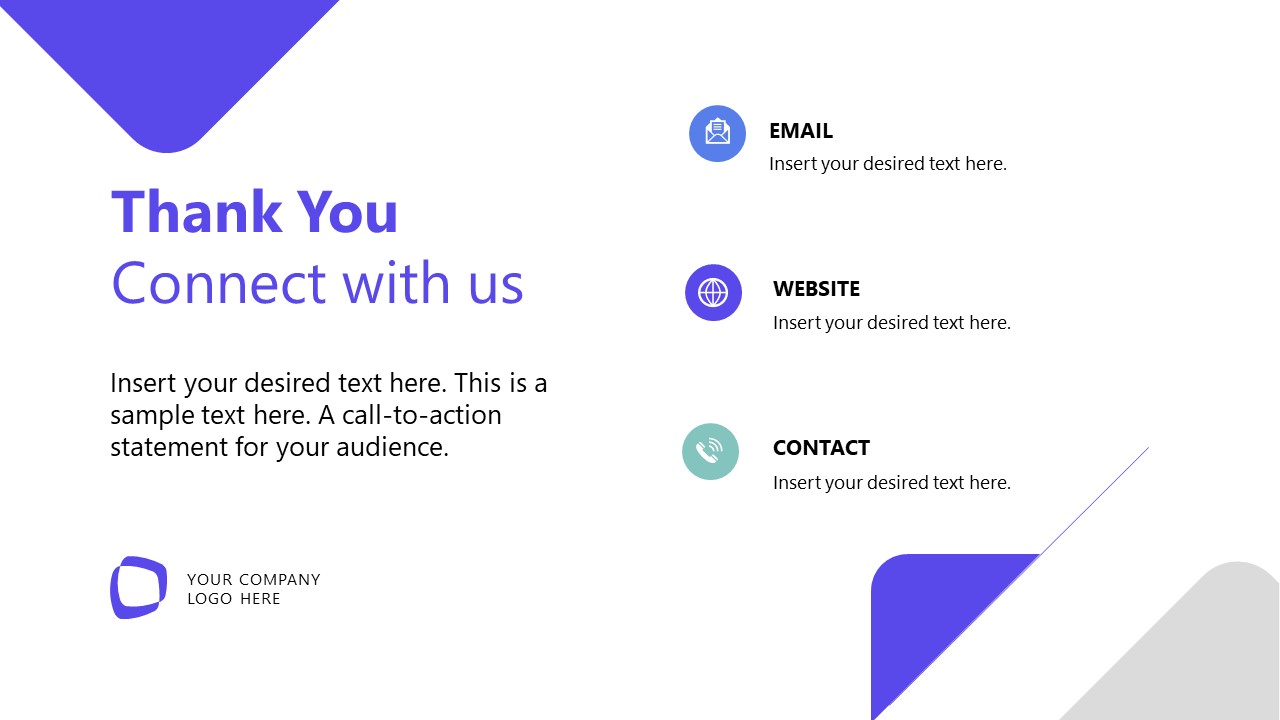 Thank You
Connect with us
Insert your desired text here. This is a
sample text here. A call-to-action
statement for your audience.
YOUR COMPANY
LOGO HERE
EMAIL
Insert your desired text here.
WEBSITE
Insert your desired text here.
CONTACT
Insert your desired text here.